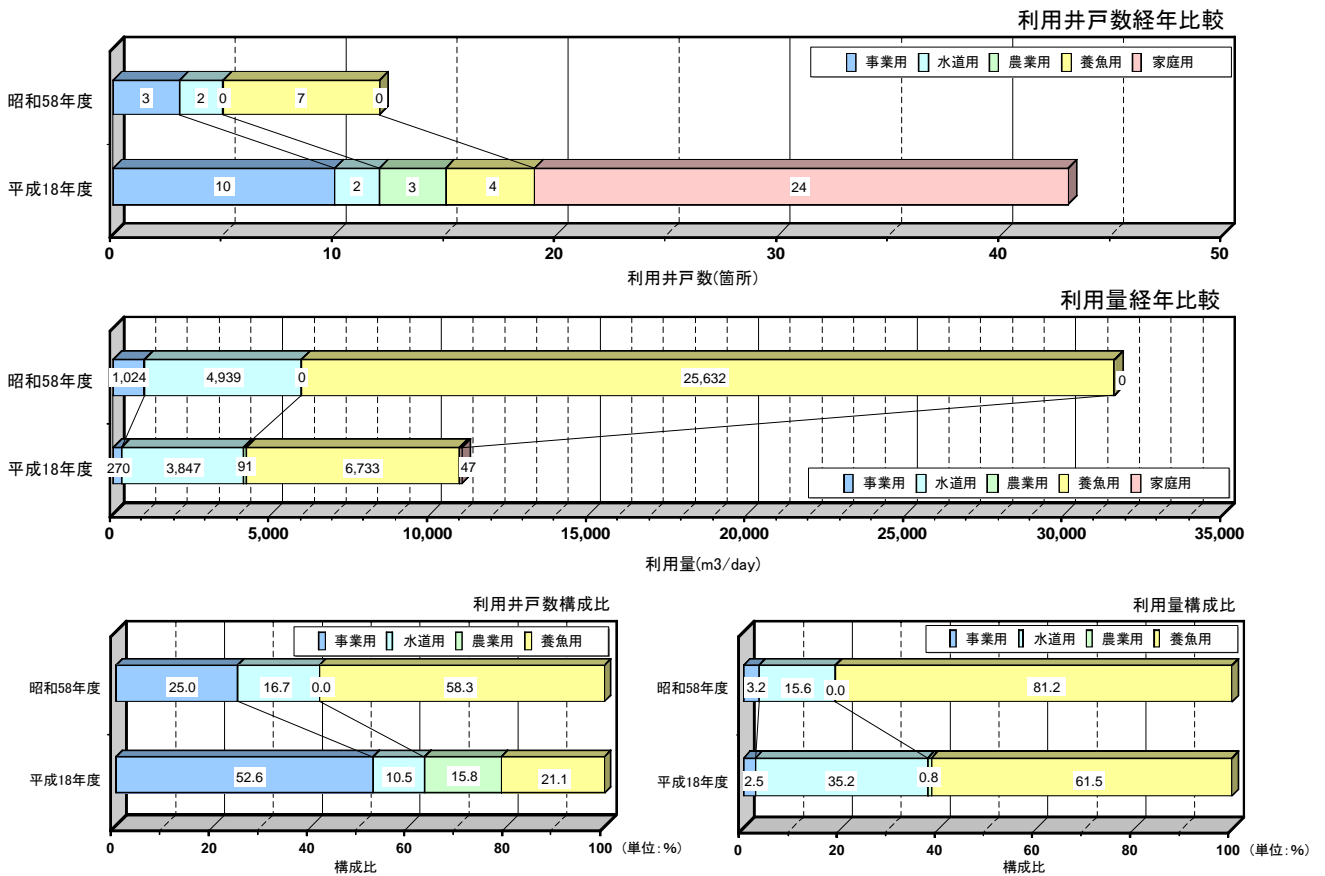 利用井戸数経年比較
事業用 水道用 農業用 養魚用 家庭用
昭和58年度 3 2 0 7 0
平成18年度 10 2 3 4 24
0 10 20 30 40 50
利用井戸数(箇所)
利用量経年比較
昭和58年度 1,024 4,939 0 25,632 0
平成18年度 270 3,847 91 6,733 47
事業用 水道用 農業用 養魚用 家庭用
0 5,000 10,000 15,000 20,000 25,000 30,000 35,000
利用量(m3/day)
利用井戸数構成比
事業用 水道用 農業用 養魚用
昭和58年度 25.0 16.7 0.0 58.3
平成18年度 52.6 10.5 15.8 21.1
0 20 40 60 80 100 (単位:%)
構成比
利用量構成比
事業用 水道用 農業用 養魚用
昭和58年度 3.2 15.6 0.0 81.2
平成18年度 2.5 35.2 0.8 61.5
0 20 40 60 80 100 (単位:%)
構成比